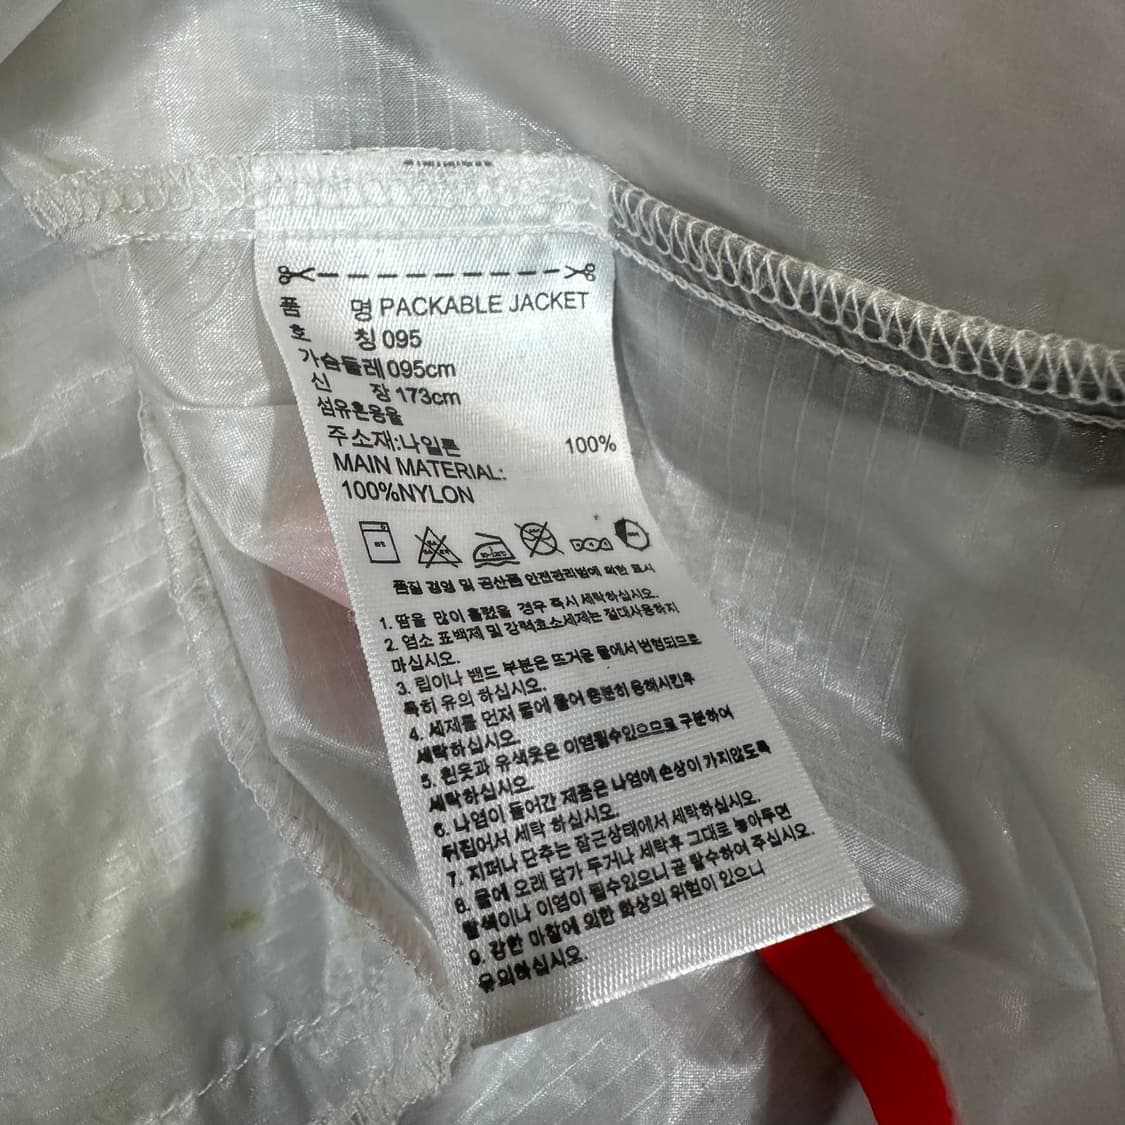 품 명 PACKABLE JACKET
호 칭 095
가슴둘레 095cm
신 장 173cm
섬유혼용율
주소재:나일론 100%
MAIN MATERIAL:
100%NYLON
품질 경영 및 공산품 안전관리법에 의한 표시
1. 땀을 많이 흘렸을 경우 즉시 세탁하십시오.
2. 염소 표백제 및 강력효소세제는 절대사용하지
마십시오.
3. 립이나 밴드 부분은 뜨거운 물에서 변형되므로
특히 유의 하십시오.
4. 세제를 먼저 물에 풀어 충분히 용해시킨후
세탁하십시오.
5. 흰옷과 유색옷은 이염될수있으므로 구분하여
세탁하십시오.
6. 나염이 들어간 제품은 나염에 손상이 가지않도록
뒤집어서 세탁 하십시오.
7. 지퍼나 단추는 잠근상태에서 세탁하십시오.
8. 물에 오래 담가 두거나 세탁후 그대로 놓아두면
탈색이나 이염이 될수있으니 곧 탈수하여 주십시오.
9. 강한 마찰에 의한 화상의 위험이 있으니
유의하십시오.